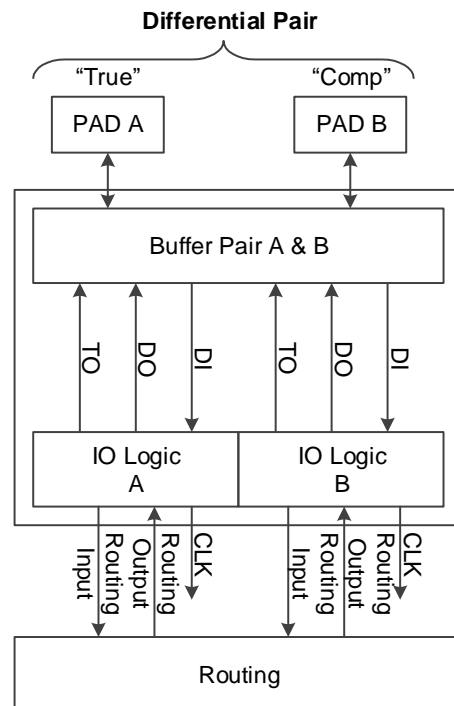 Differential Pair
“True”
“Comp”
PAD A
PAD B
Buffer Pair A & B
TO
DO
DI
TO
DO
DI
IO Logic
A
IO Logic
B
Routing
Input
Routing
Output
CLK
Routing
Input
Routing
Output
CLK
Routing